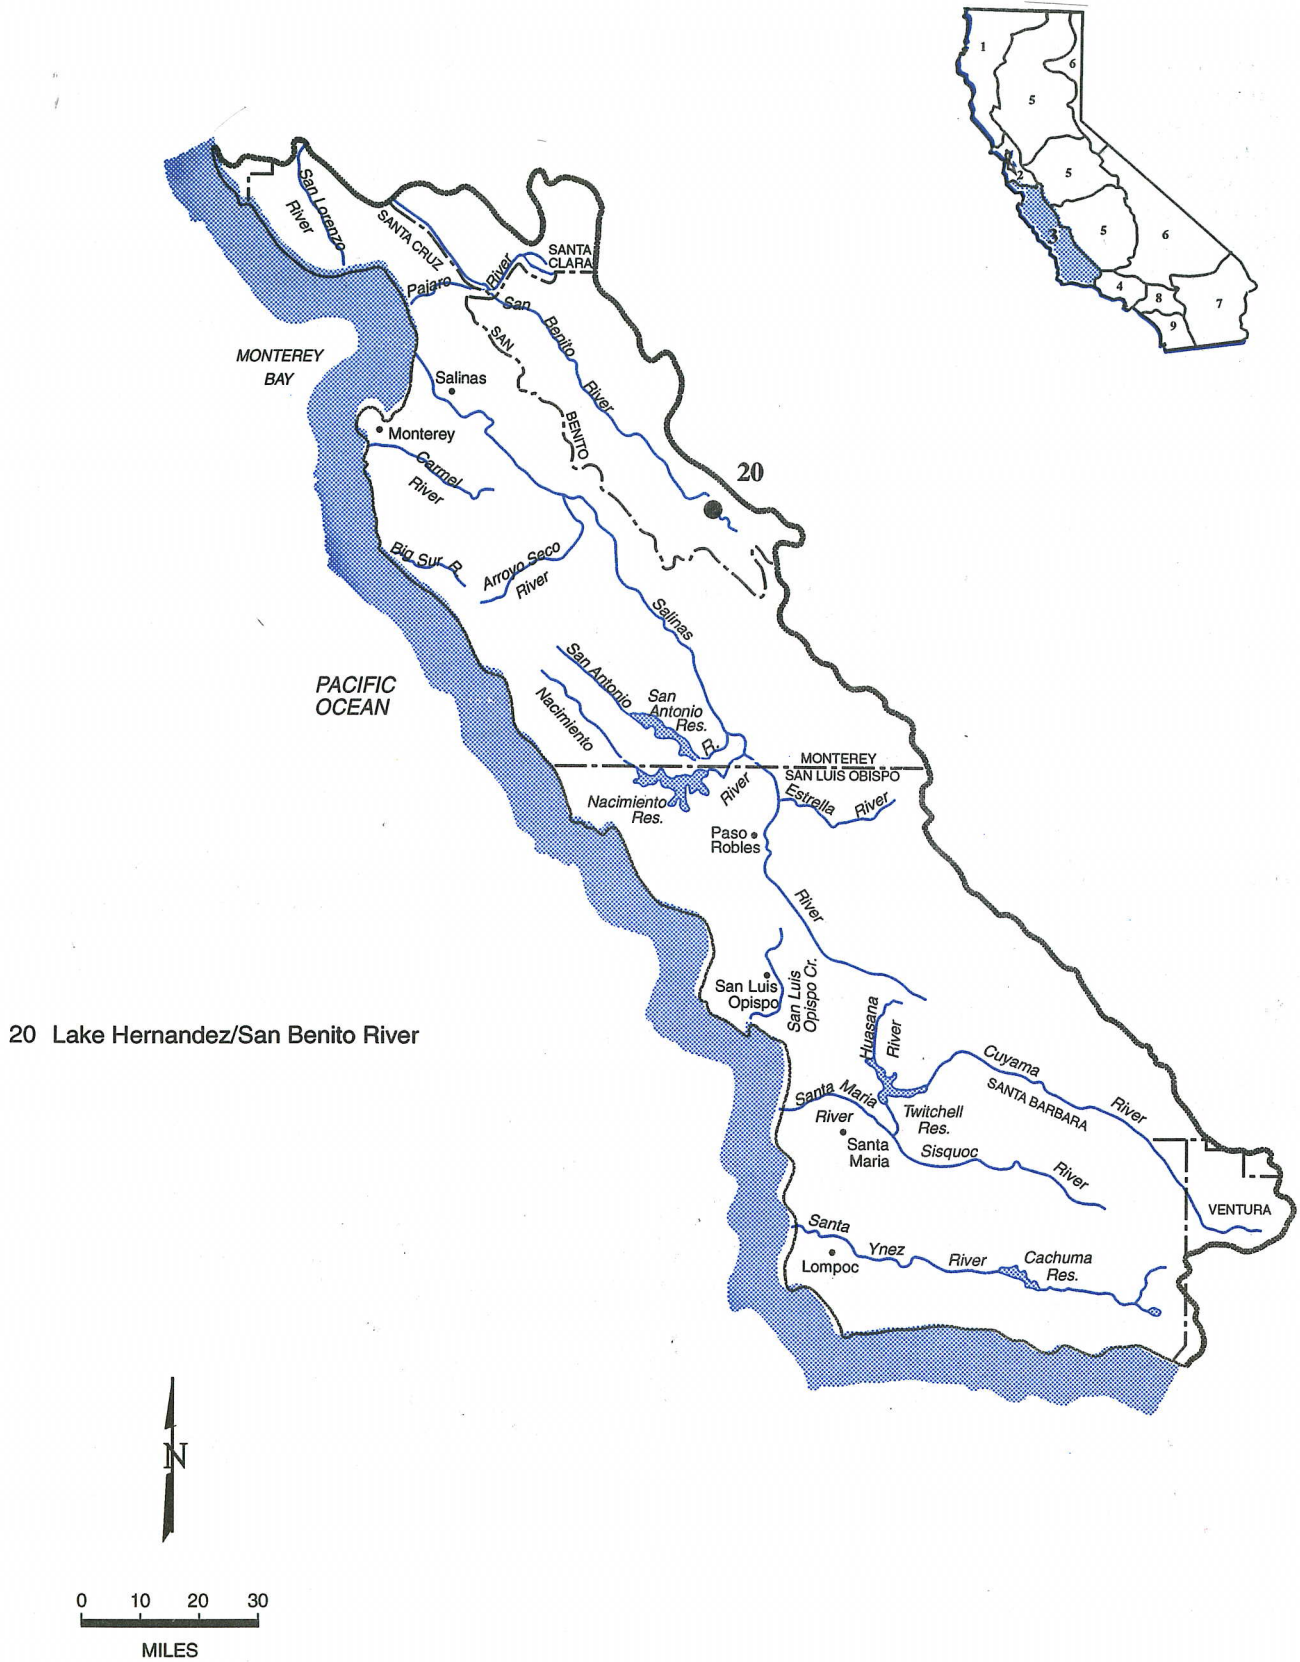 1
6
5
2
5
3
5
6
4
8
7
9
San Lorenzo
River
SANTA CRUZ
SANTA
CLARA
River
Pajaro
San
Benito
River
SAN
BENITO
MONTEREY
BAY
Salinas
Monterey
Carmel
River
20
Big Sur R.
Arroyo Seco
River
Salinas
San Antonio
San
Antonio
Res.
R.
Nacimiento
PACIFIC
OCEAN
MONTEREY
SAN LUIS OBISPO
Nacimiento
Res.
River
Estrella
River
Paso
Robles
River
San Luis
Opispo
San Luis
Opispo Cr.
20 Lake Hernandez/San Benito River
Huasana
River
Cuyama
River
SANTA BARBARA
Santa Maria
River
Twitchell
Res.
Santa
Maria
Sisquoc
River
VENTURA
Santa
Ynez
River
Cachuma
Res.
Lompoc
N
0 10 20 30
MILES